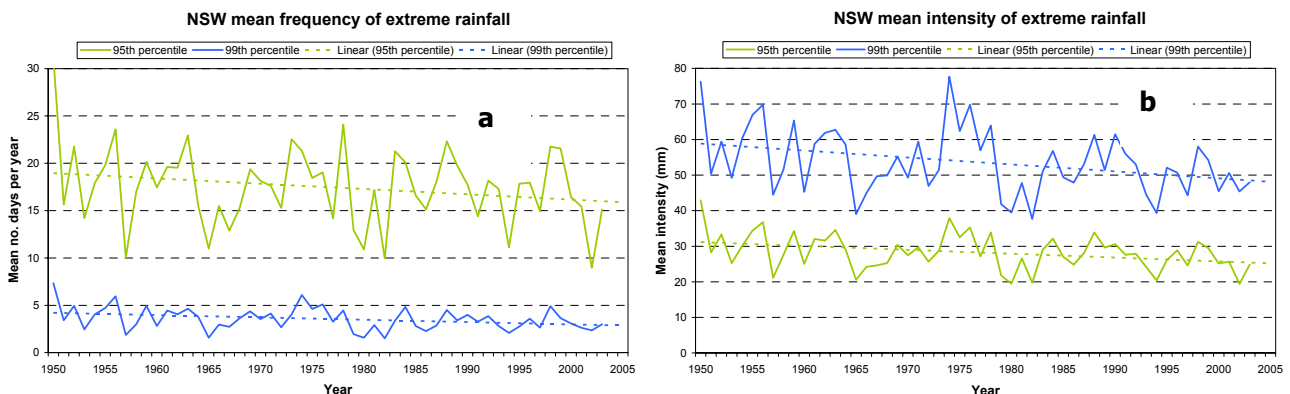 NSW mean frequency of extreme rainfall
95th percentile 99th percentile Linear (95th percentile) Linear (99th percentile)
30
25
20
15
10
5
0
Mean no. days per year
a
1950 1955 1960 1965 1970 1975 1980 1985 1990 1995 2000 2005
Year
NSW mean intensity of extreme rainfall
95th percentile 99th percentile Linear (95th percentile) Linear (99th percentile)
80
70
60
50
40
30
20
10
0
Mean intensity (mm)
b
1950 1955 1960 1965 1970 1975 1980 1985 1990 1995 2000 2005
Year